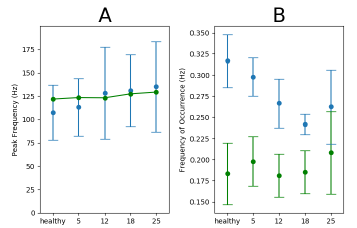 A
B
Peak Frequency (Hz)
175
150
125
100
75
50
25
0
healthy 5 12 18 25
Frequency of Occurrence (Hz)
0.350
0.325
0.300
0.275
0.250
0.225
0.200
0.175
0.150
healthy 5 12 18 25